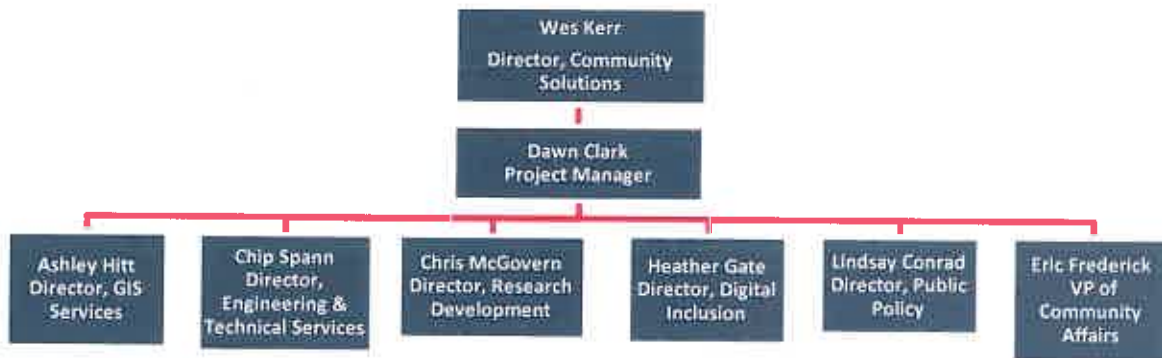 Wes Kerr
Director, Community
Solutions
Dawn Clark
Project Manager
Ashley Hitt
Director, GIS
Services
Chip Spann
Director,
Engineering &
Technical Services
Chris McGovern
Director, Research
Development
Heather Gate
Director, Digital
Inclusion
Lindsay Conrad
Director, Public
Policy
Eric Frederick
VP of
Community
Affairs